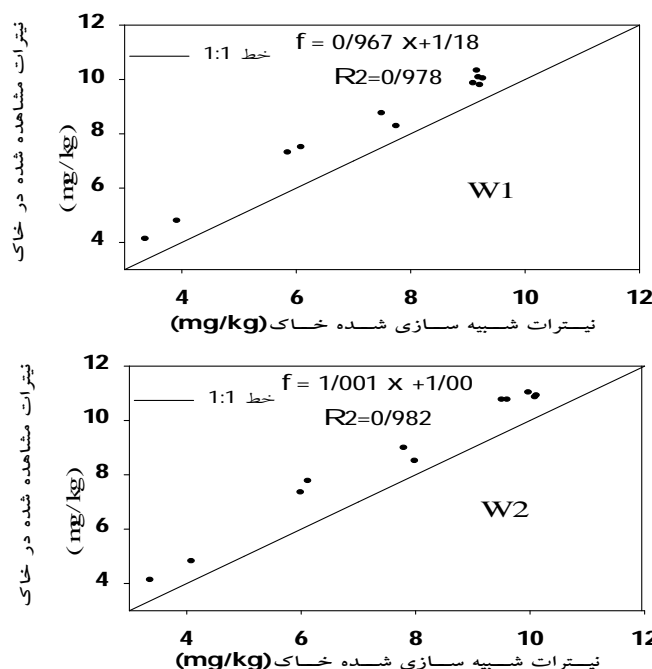 f = 0/967 x+1/18
خط 1:1
R2=0/978
W1
نیترات مشاهده شده در خاک
(mg/kg)
12
10
8
6
4
4 6 8 10 12
نیترات شبیه سازی شده خاک (mg/kg)
f = 1/001 x +1/00
خط 1:1
R2=0/982
W2
نیترات مشاهده شده در خاک
(mg/kg)
12
10
8
6
4
4 6 8 10 12
نیترات شبیه سازی شده خاک (mg/kg)